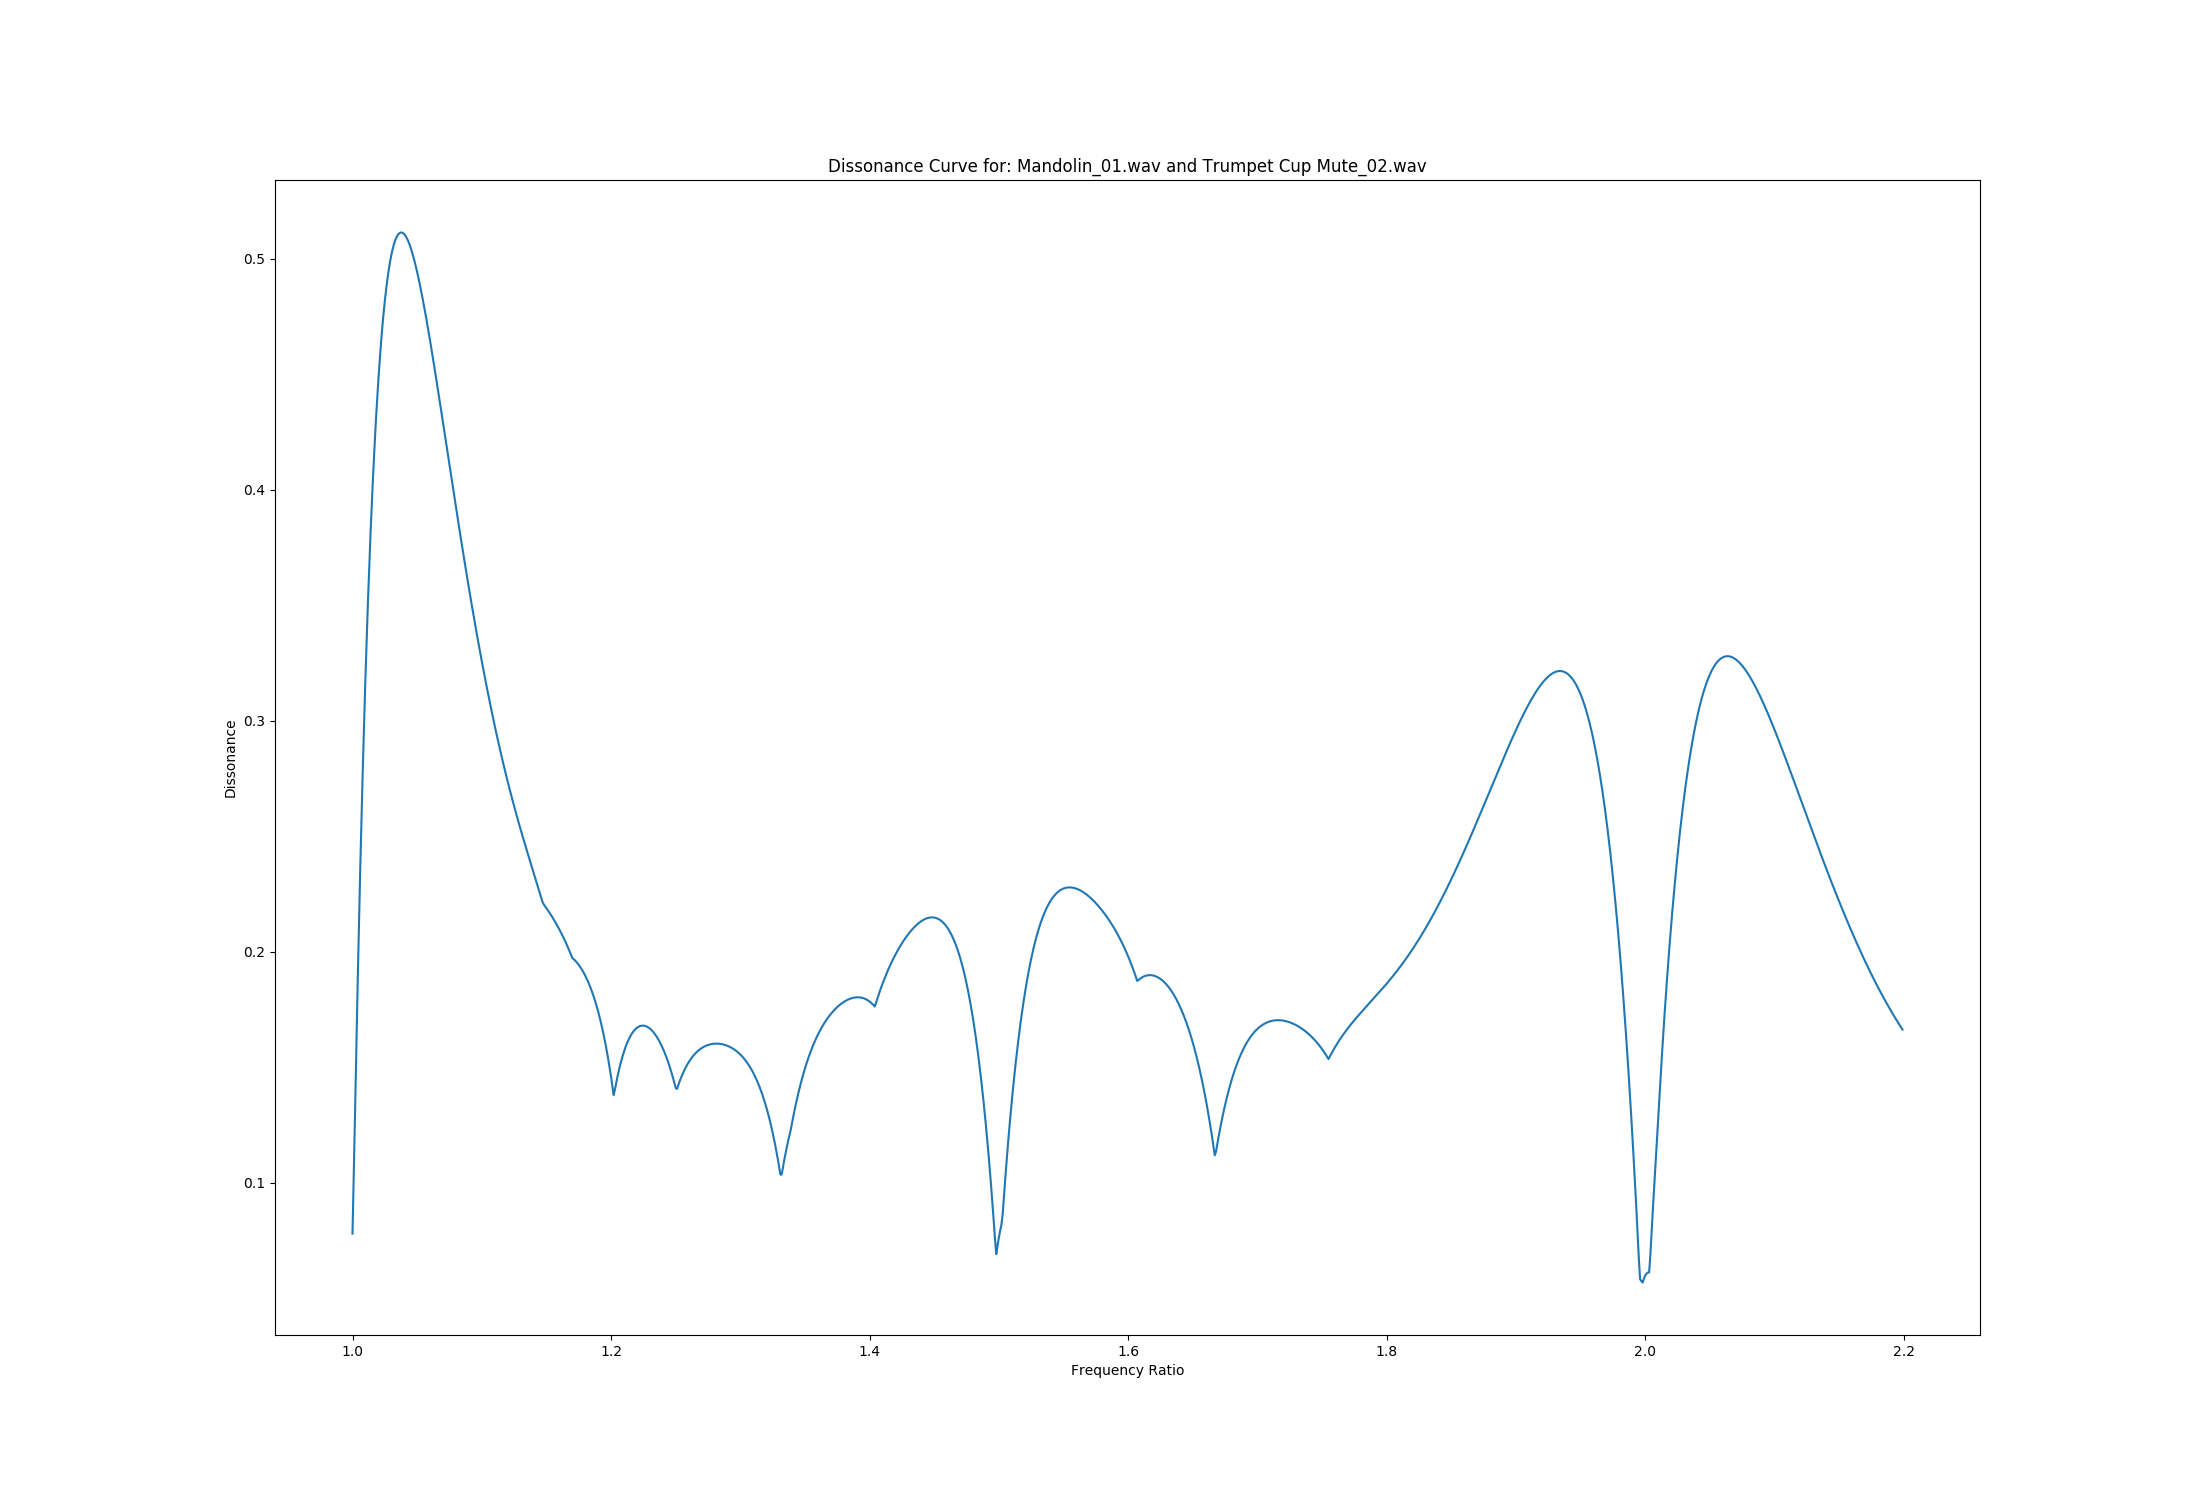 Dissonance Curve for: Mandolin_01.wav and Trumpet Cup Mute_02.wav
Dissonance
0.5
0.4
0.3
0.2
0.1
1.0 1.2 1.4 1.6 1.8 2.0 2.2
Frequency Ratio